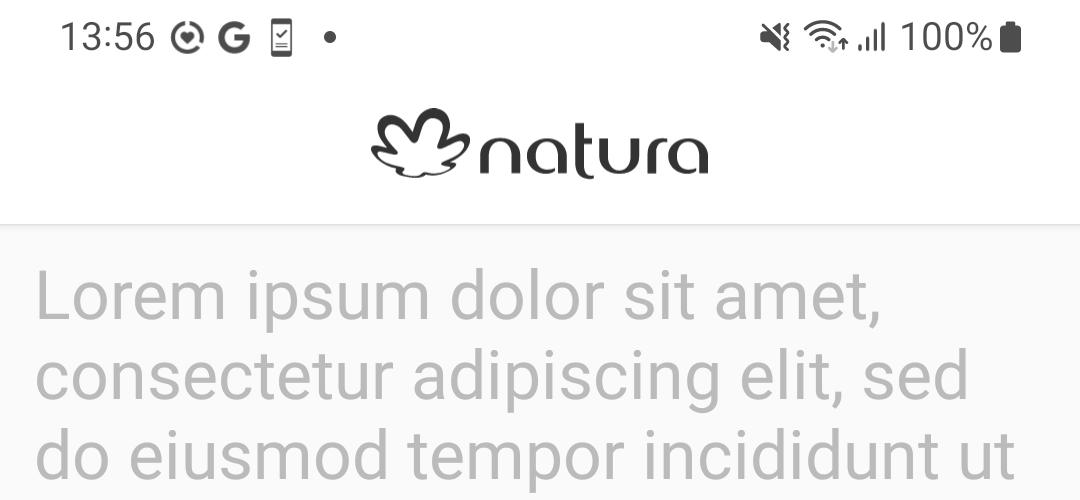 13:56
100%
natura
Lorem ipsum dolor sit amet,
consectetur adipiscing elit, sed
do eiusmod tempor incididunt ut